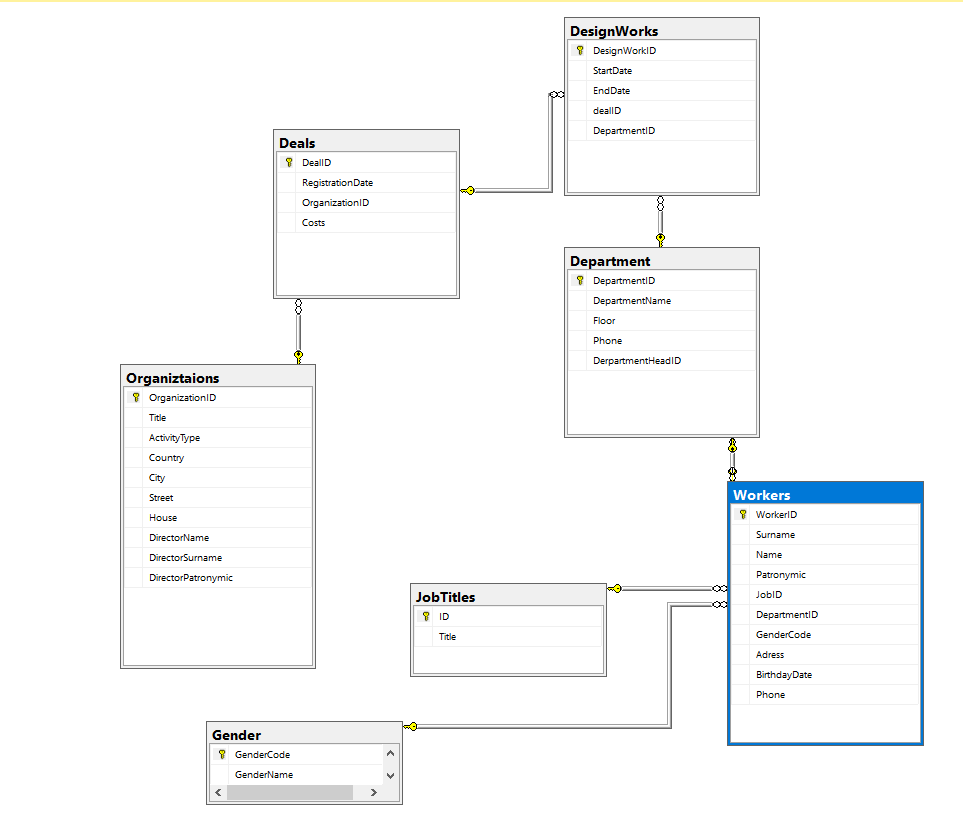 DesignWorks
DesignWorkID
StartDate
EndDate
dealID
DepartmentID
Deals
DealID
RegistrationDate
OrganizationID
Costs
Department
DepartmentID
DepartmentName
Floor
Phone
DerpartmentHeadID
Organiztaions
OrganizationID
Title
ActivityType
Country
City
Street
House
DirectorName
DirectorSurname
DirectorPatronymic
Workers
WorkerID
Surname
Name
Patronymic
JobID
DepartmentID
GenderCode
Adress
BirthdayDate
Phone
JobTitles
ID
Title
Gender
GenderCode
GenderName